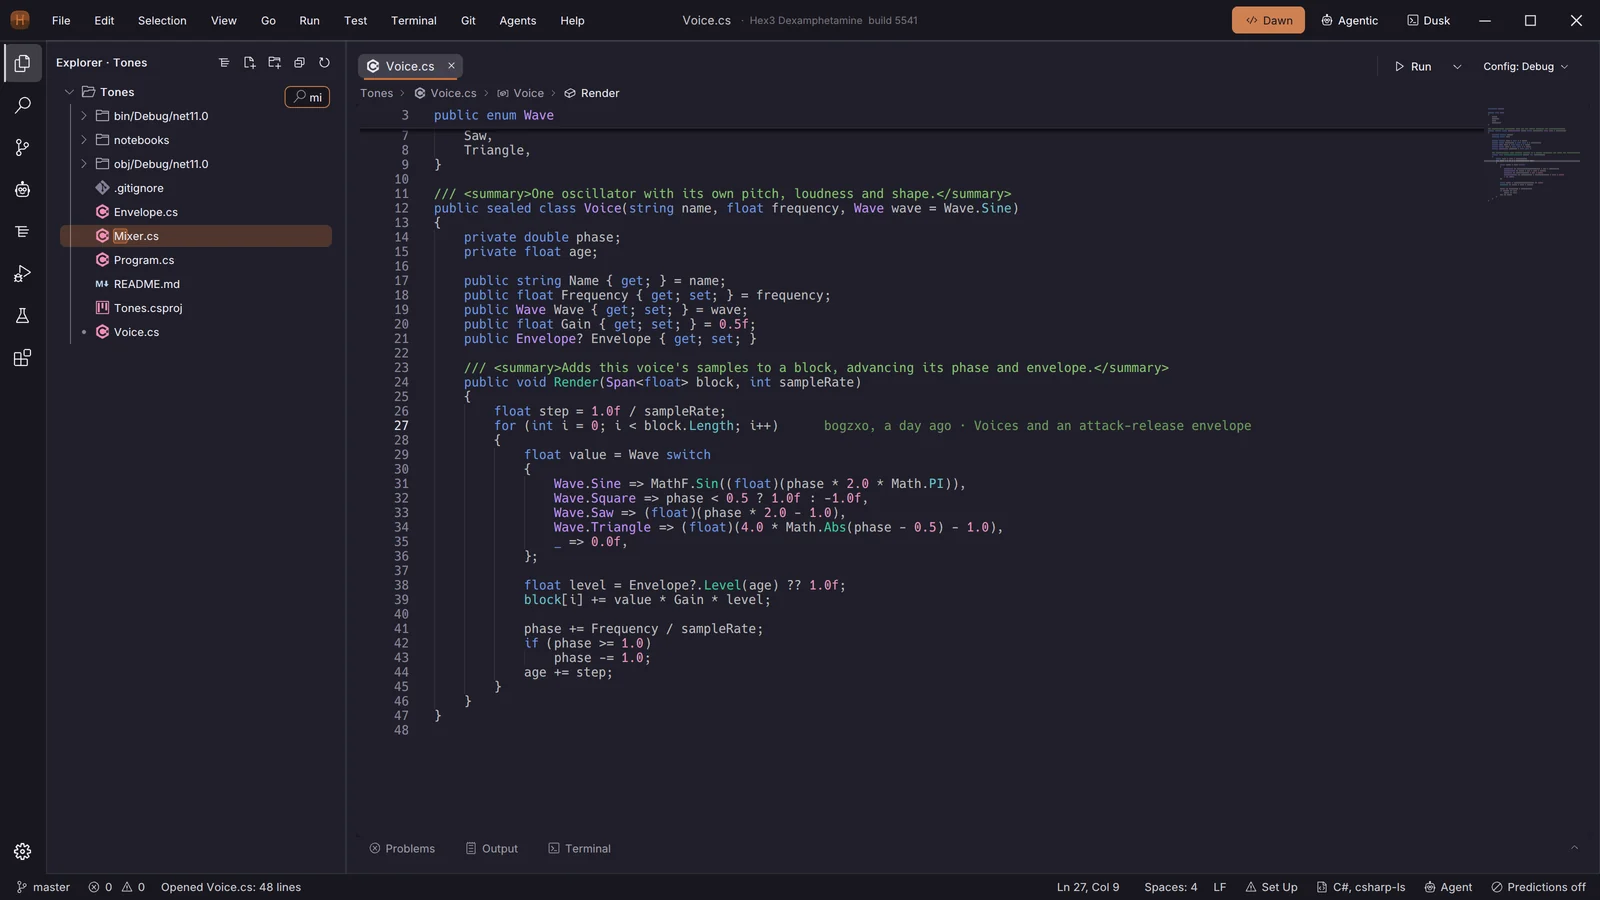 File Edit Selection View Go Run Test Terminal Git Agents Help
Voice.cs · Hex3 Dexamphetamine build 5541
Dawn Agentic Dusk
Explorer · Tones
Tones
mi
bin/Debug/net11.0
notebooks
obj/Debug/net11.0
.gitignore
Envelope.cs
Mixer.cs
Program.cs
README.md
Tones.csproj
Voice.cs
Voice.cs
Run Config: Debug
Tones > Voice.cs > Voice > Render
3 public enum Wave
7 Saw,
8 Triangle,
9 }
10
11 /// <summary>One oscillator with its own pitch, loudness and shape.</summary>
12 public sealed class Voice(string name, float frequency, Wave wave = Wave.Sine)
13 {
14 private double phase;
15 private float age;
16
17 public string Name { get; } = name;
18 public float Frequency { get; set; } = frequency;
19 public Wave Wave { get; set; } = wave;
20 public float Gain { get; set; } = 0.5f;
21 public Envelope? Envelope { get; set; }
22
23 /// <summary>Adds this voice's samples to a block, advancing its phase and envelope.</summary>
24 public void Render(Span<float> block, int sampleRate)
25 {
26 float step = 1.0f / sampleRate;
27 for (int i = 0; i < block.Length; i++) bogzxo, a day ago · Voices and an attack-release envelope
28 {
29 float value = Wave switch
30 {
31 Wave.Sine => MathF.Sin((float)(phase * 2.0 * Math.PI)),
32 Wave.Square => phase < 0.5 ? 1.0f : -1.0f,
33 Wave.Saw => (float)(phase * 2.0 - 1.0),
34 Wave.Triangle => (float)(4.0 * Math.Abs(phase - 0.5) - 1.0),
35 _ => 0.0f,
36 };
37
38 float level = Envelope?.Level(age) ?? 1.0f;
39 block[i] += value * Gain * level;
40
41 phase += Frequency / sampleRate;
42 if (phase >= 1.0)
43 phase -= 1.0;
44 age += step;
45 }
46 }
47 }
48
Problems Output Terminal
master 0 0 Opened Voice.cs: 48 lines
Ln 27, Col 9 Spaces: 4 LF Set Up C#, csharp-ls Agent Predictions off